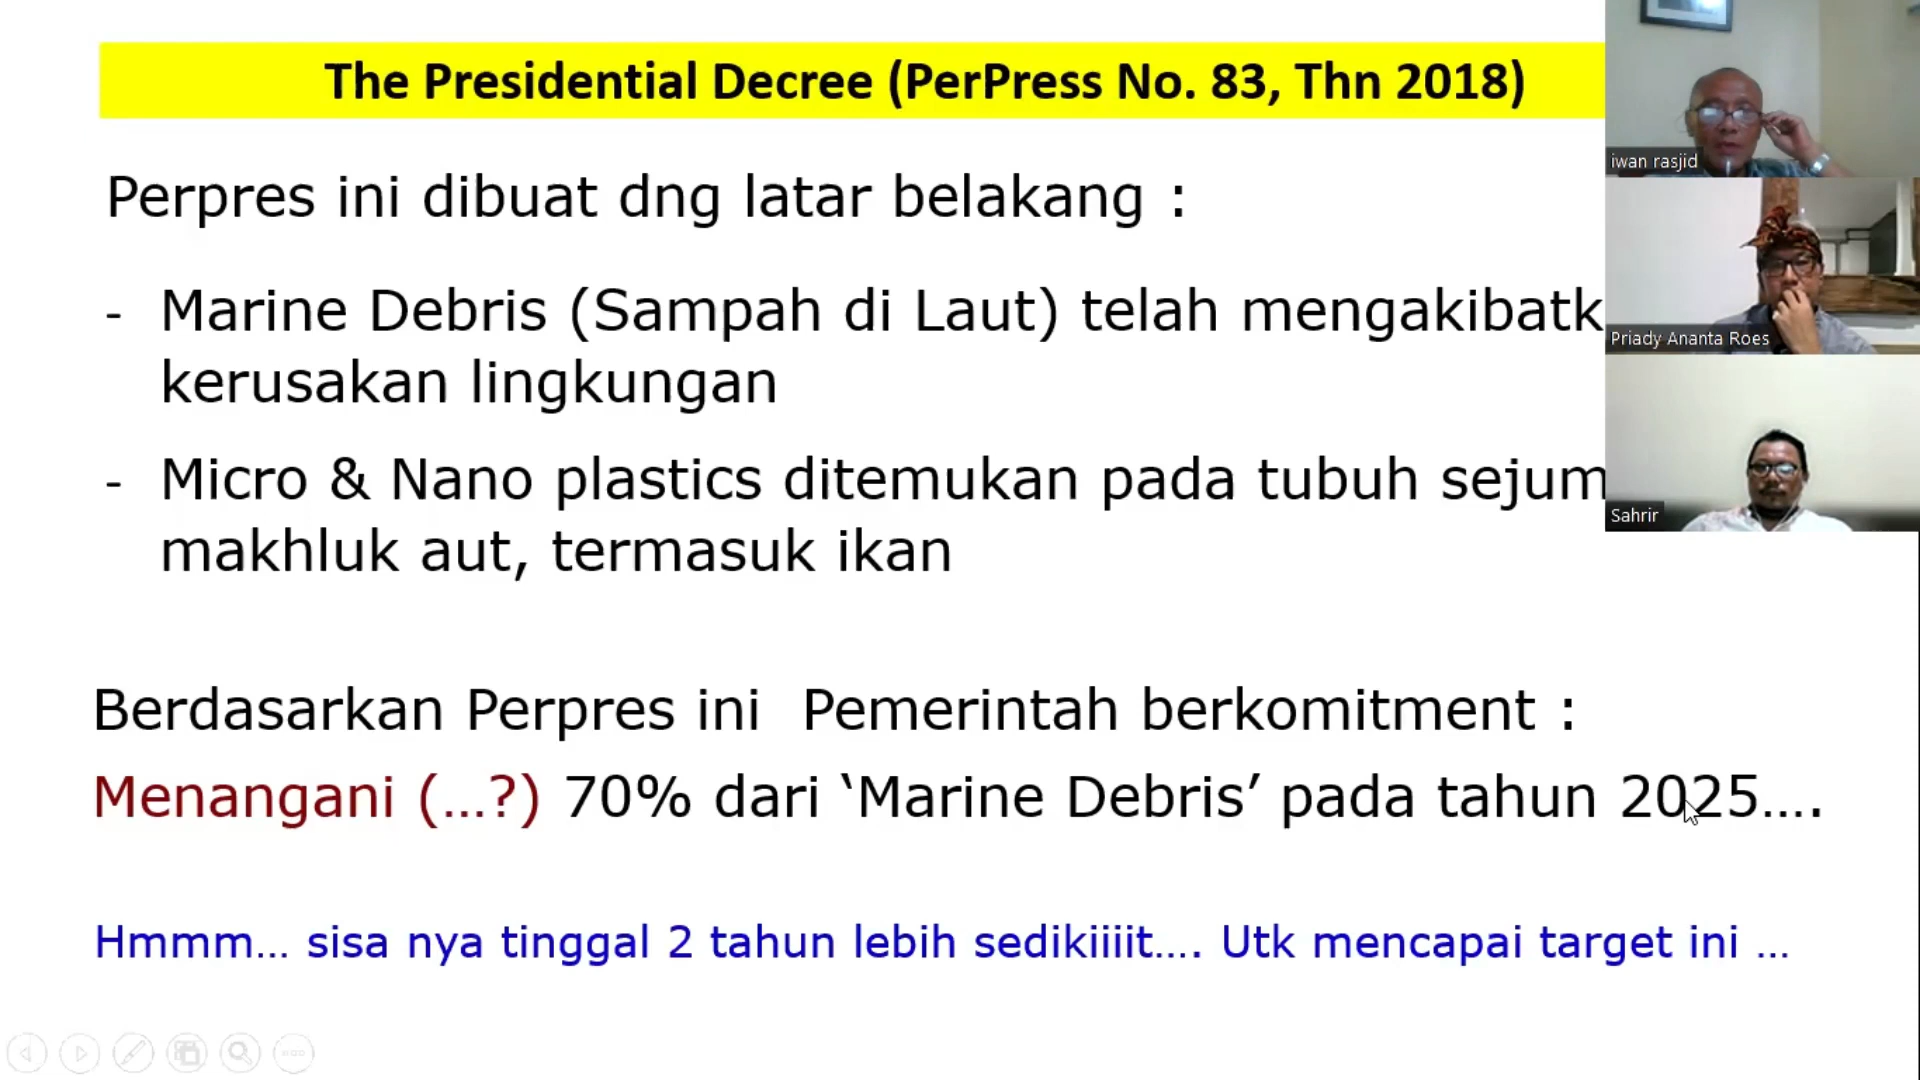 The Presidential Decree (PerPress No. 83, Thn 2018)
Perpres ini dibuat dng latar belakang :
- Marine Debris (Sampah di Laut) telah mengakibatk
kerusakan lingkungan
- Micro & Nano plastics ditemukan pada tubuh sejum
makhluk aut, termasuk ikan
Berdasarkan Perpres ini Pemerintah berkomitment :
Menangani (...?) 70% dari ‘Marine Debris’ pada tahun 2025....
Hmmm... sisa nya tinggal 2 tahun lebih sedikiiiit.... Utk mencapai target ini ...
iwan rasjid
Priady Ananta Roes
Sahrir